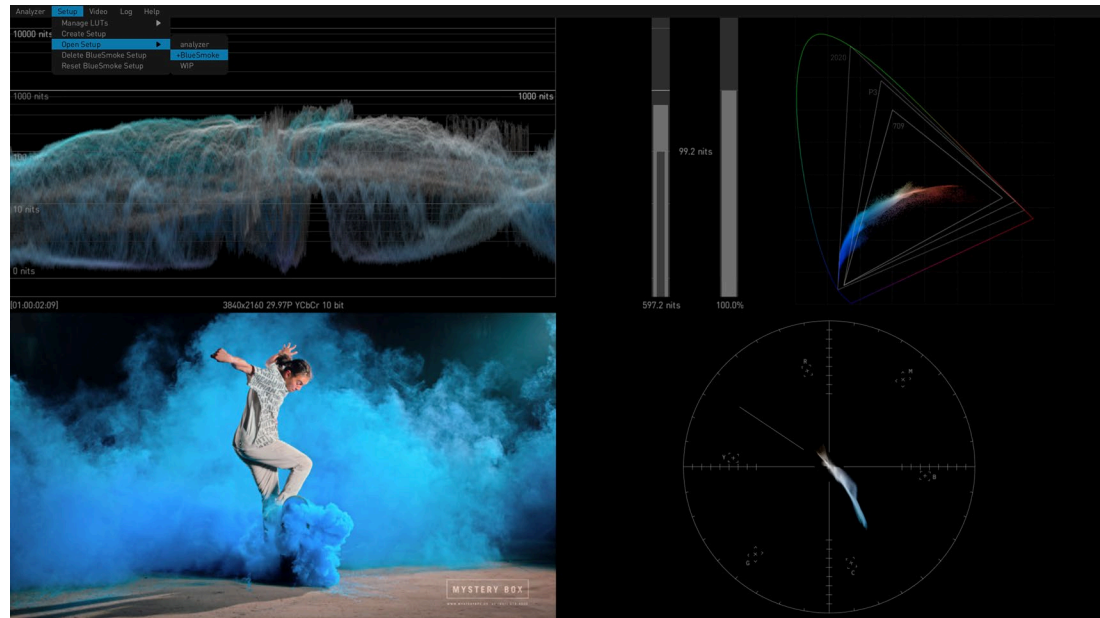 Analyzer Setup Video Log Help
Manage LUTs
Create Setup
Open Setup
Delete BlueSmoke Setup
Reset BlueSmoke Setup
analyzer
+BlueSmoke
WIP
10000 nits
1000 nits
1000 nits
100
10 nits
0 nits
[01:00:02:09]
3840x2160 29.97P YCbCr 10 bit
99.2 nits
597.2 nits
100.0%
2020
P3
709
R
M
Y
B
G
C
MYSTERY BOX